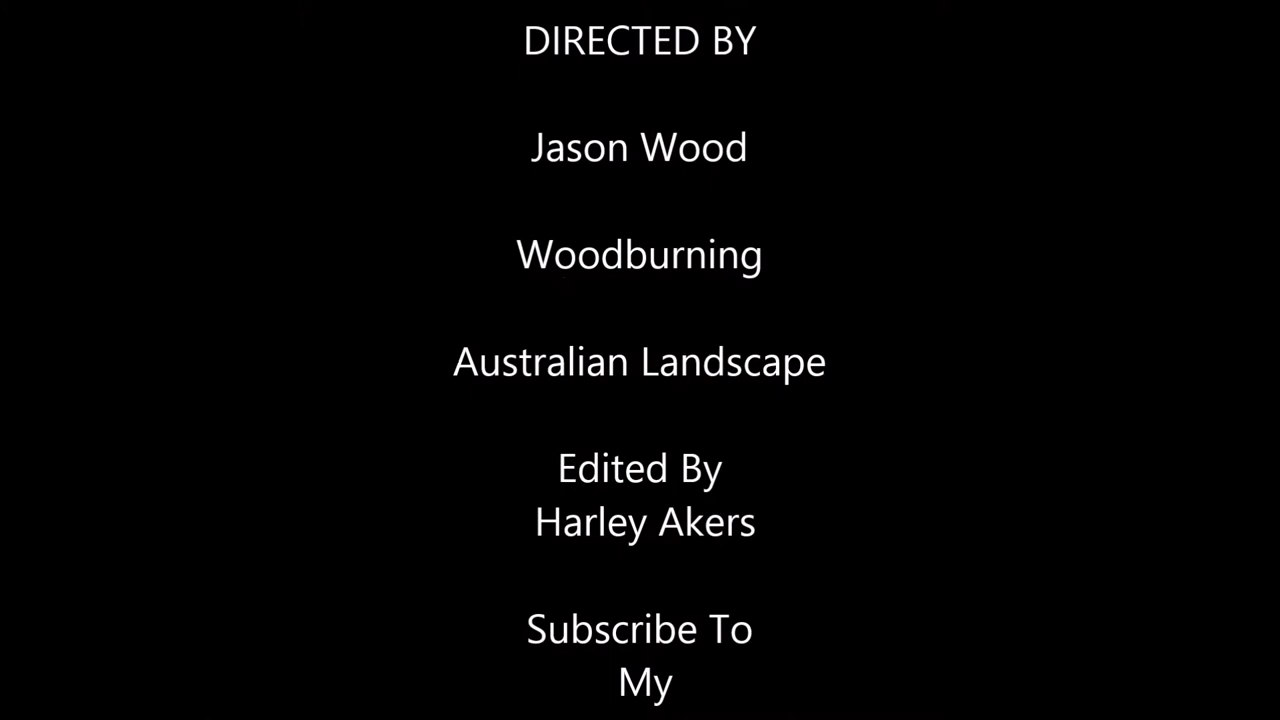 DIRECTED BY
Jason Wood
Woodburning
Australian Landscape
Edited By
Harley Akers
Subscribe To
My